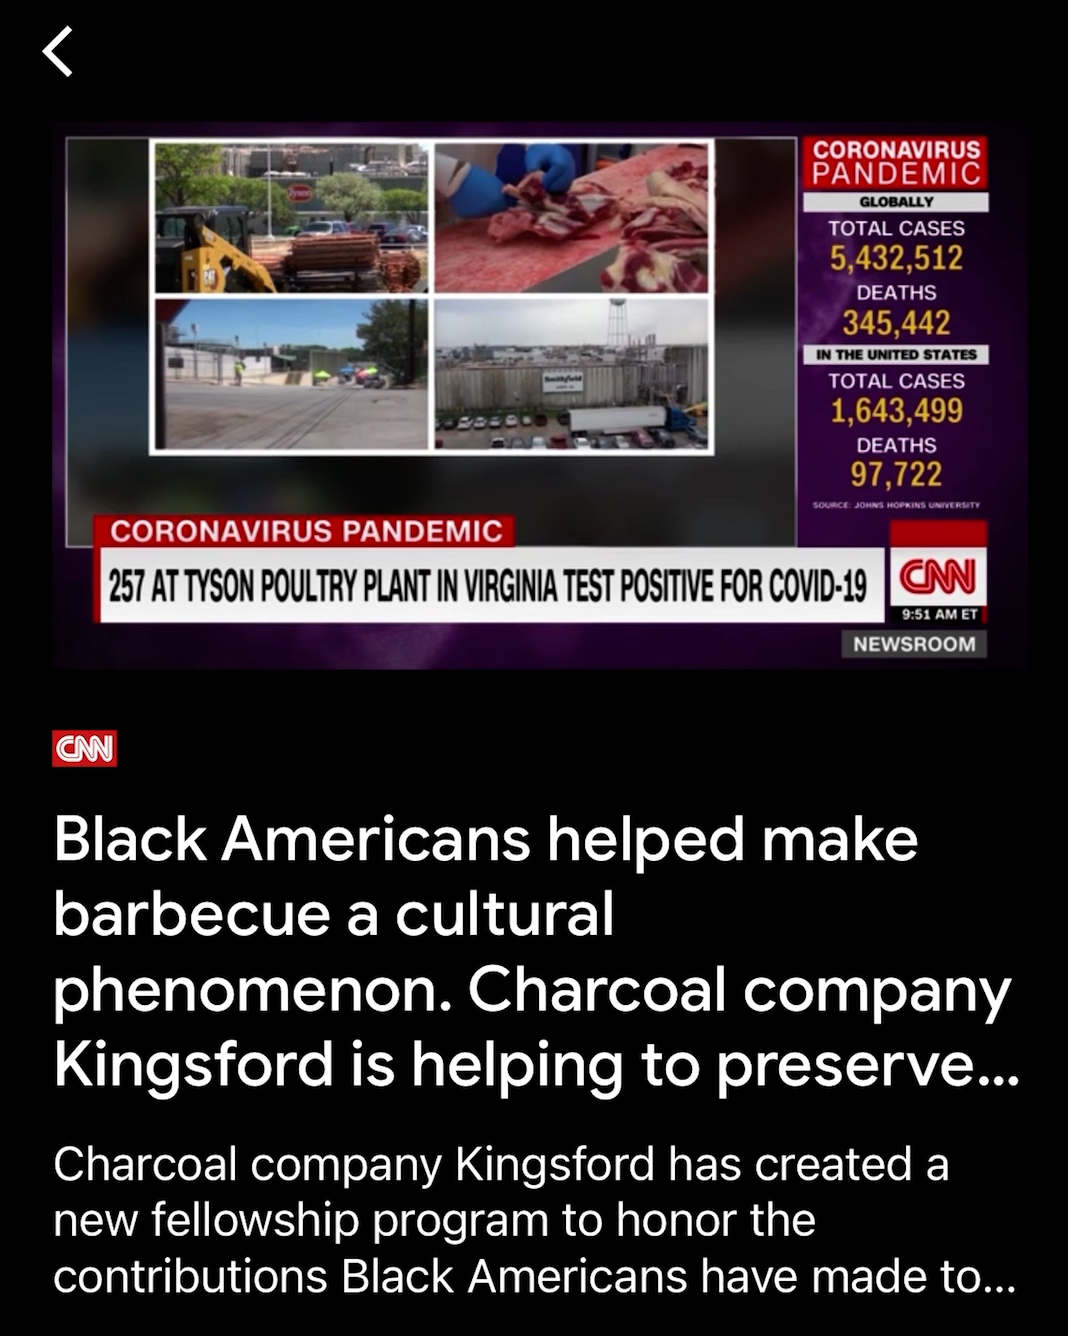 Tyson
CAT
Smithfield
CORONAVIRUS
PANDEMIC
GLOBALLY
TOTAL CASES
5,432,512
DEATHS
345,442
IN THE UNITED STATES
TOTAL CASES
1,643,499
DEATHS
97,722
SOURCE: JOHNS HOPKINS UNIVERSITY
CORONAVIRUS PANDEMIC
257 AT TYSON POULTRY PLANT IN VIRGINIA TEST POSITIVE FOR COVID-19
CNN
9:51 AM ET
NEWSROOM
CNN
Black Americans helped make
barbecue a cultural
phenomenon. Charcoal company
Kingsford is helping to preserve...
Charcoal company Kingsford has created a
new fellowship program to honor the
contributions Black Americans have made to...